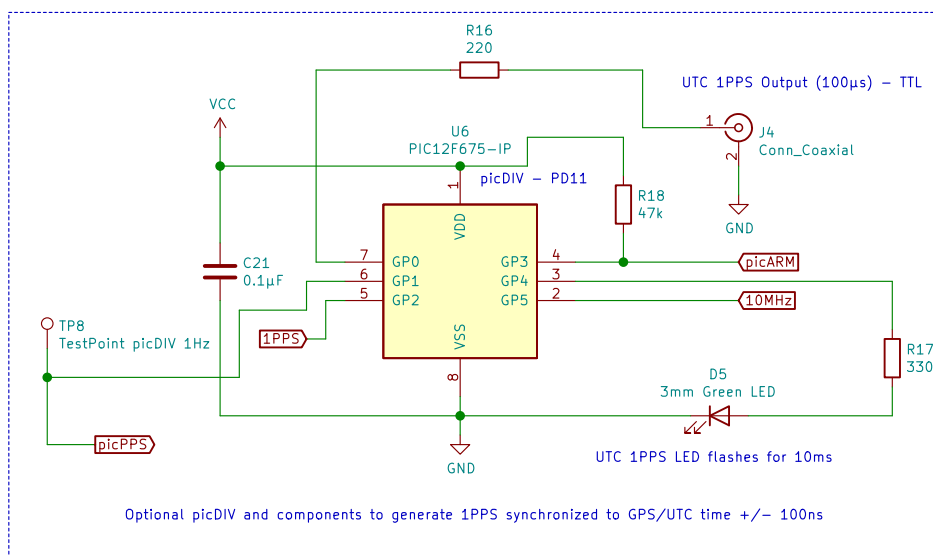 R16
220
UTC 1PPS Output (100µs) - TTL
VCC
1
J4
Conn_Coaxial
2
U6
PIC12F675-IP
picDIV - PD11
1
VDD
R18
47k
GND
7
GP0
GP3
4
picARM
C21
0.1µF
6
GP1
GP4
3
5
GP2
GP5
2
10MHz
TP8
TestPoint picDIV 1Hz
1PPS
VSS
8
R17
330
D5
3mm Green LED
picPPS
GND
UTC 1PPS LED flashes for 10ms
Optional picDIV and components to generate 1PPS synchronized to GPS/UTC time +/- 100ns